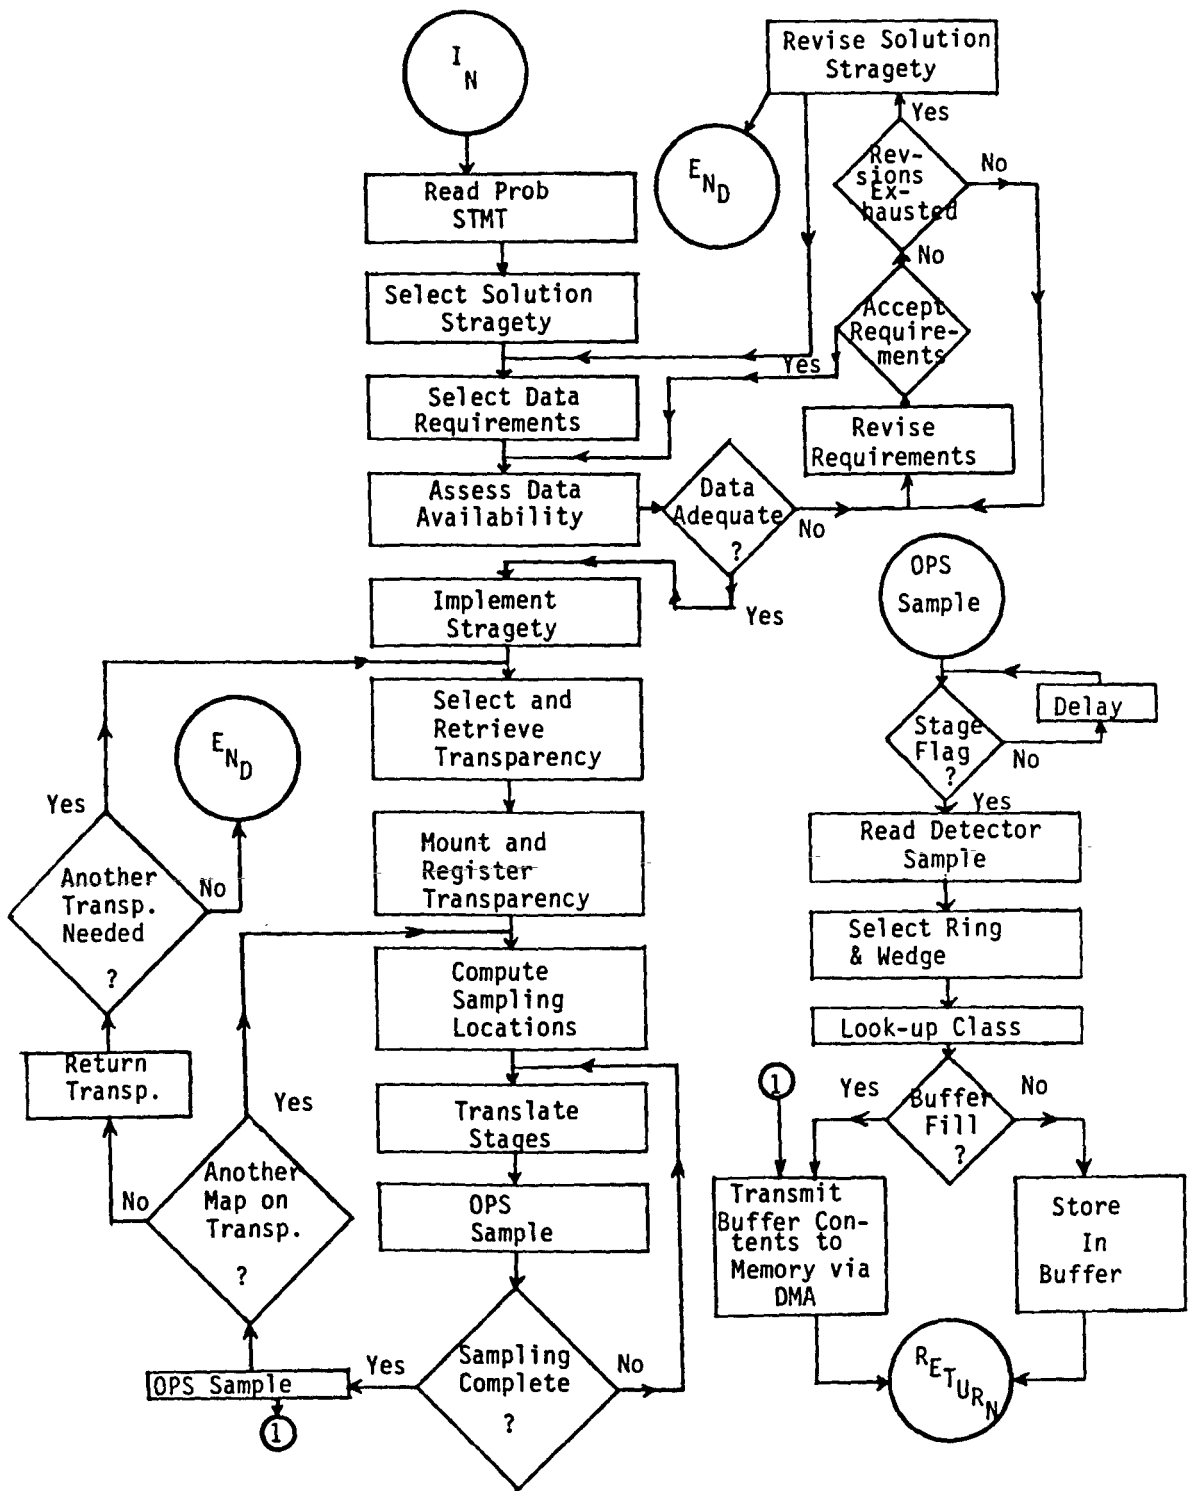 I
N
Read Prob
STMT
Select Solution
Stragety
Select Data
Requirements
Assess Data
Availability
Data
Adequate
?
No
Yes
Revise
Requirements
Accept
Require-
ments
Yes
No
Rev-
sions
Ex-
hausted
No
Yes
Revise Solution
Stragety
END
Implement
Stragety
Select and
Retrieve
Transparency
Mount and
Register
Transparency
Compute
Sampling
Locations
Translate
Stages
OPS
Sample
Sampling
Complete
?
No
Yes
OPS Sample
1
Another
Map on
Transp.
?
Yes
No
Return
Transp.
Another
Transp.
Needed
?
Yes
No
END
OPS
Sample
Stage
Flag
?
No
Delay
Yes
Read Detector
Sample
Select Ring
& Wedge
Look-up Class
Buffer
Fill
?
Yes
No
1
Transmit
Buffer Con-
tents to
Memory via
DMA
Store
In
Buffer
RETURN